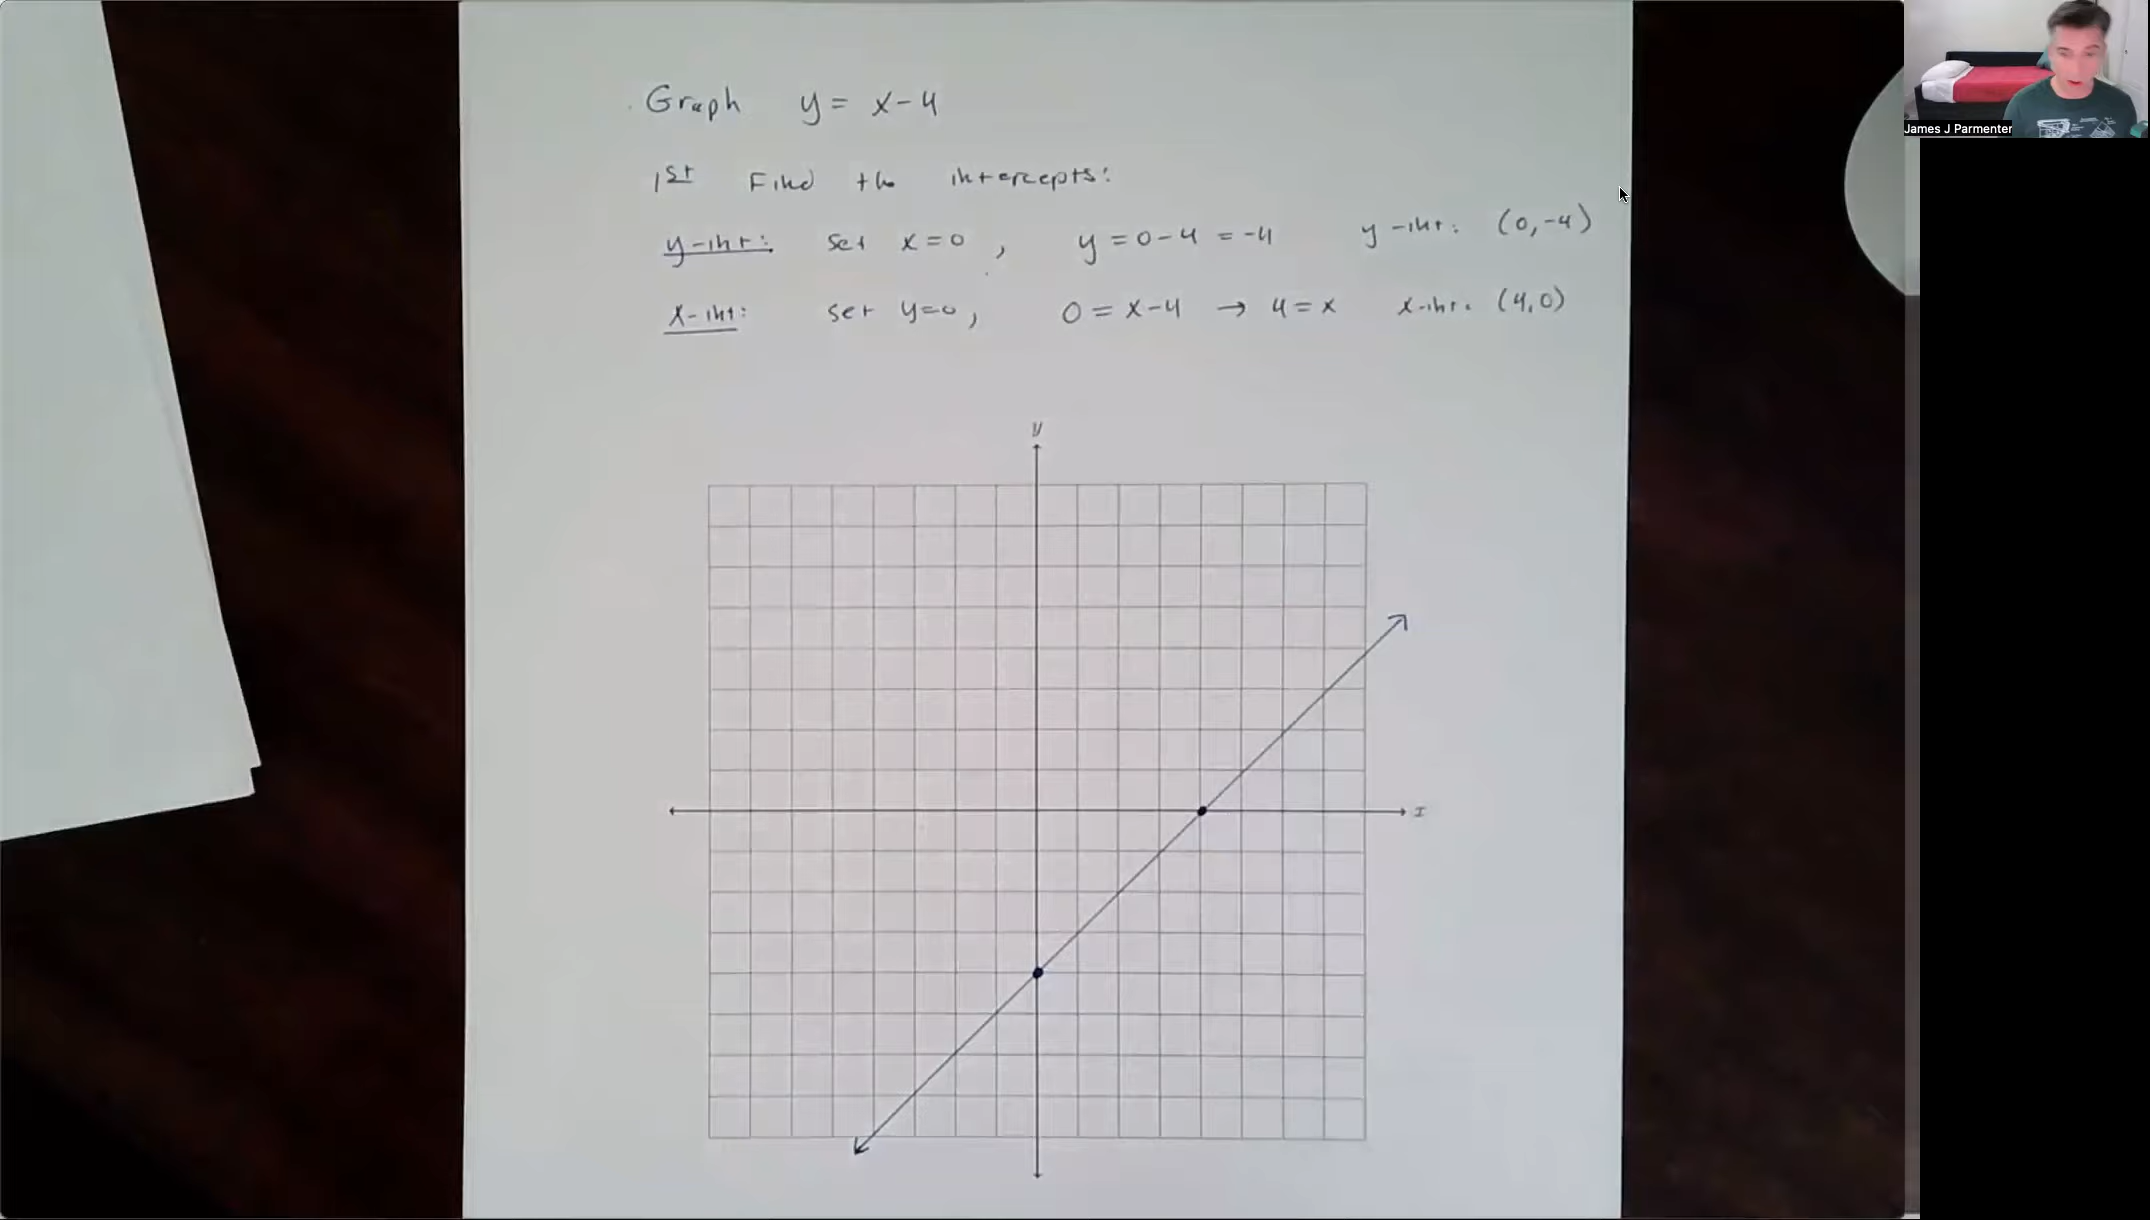 Graph y = x-4
1st Find the intercepts:
y-int: set x=0, y=0-4 = -4 y-int: (0,-4)
x-int: set y=0, 0=x-4 → 4=x x-int: (4,0)
y
x
James J Parmenter